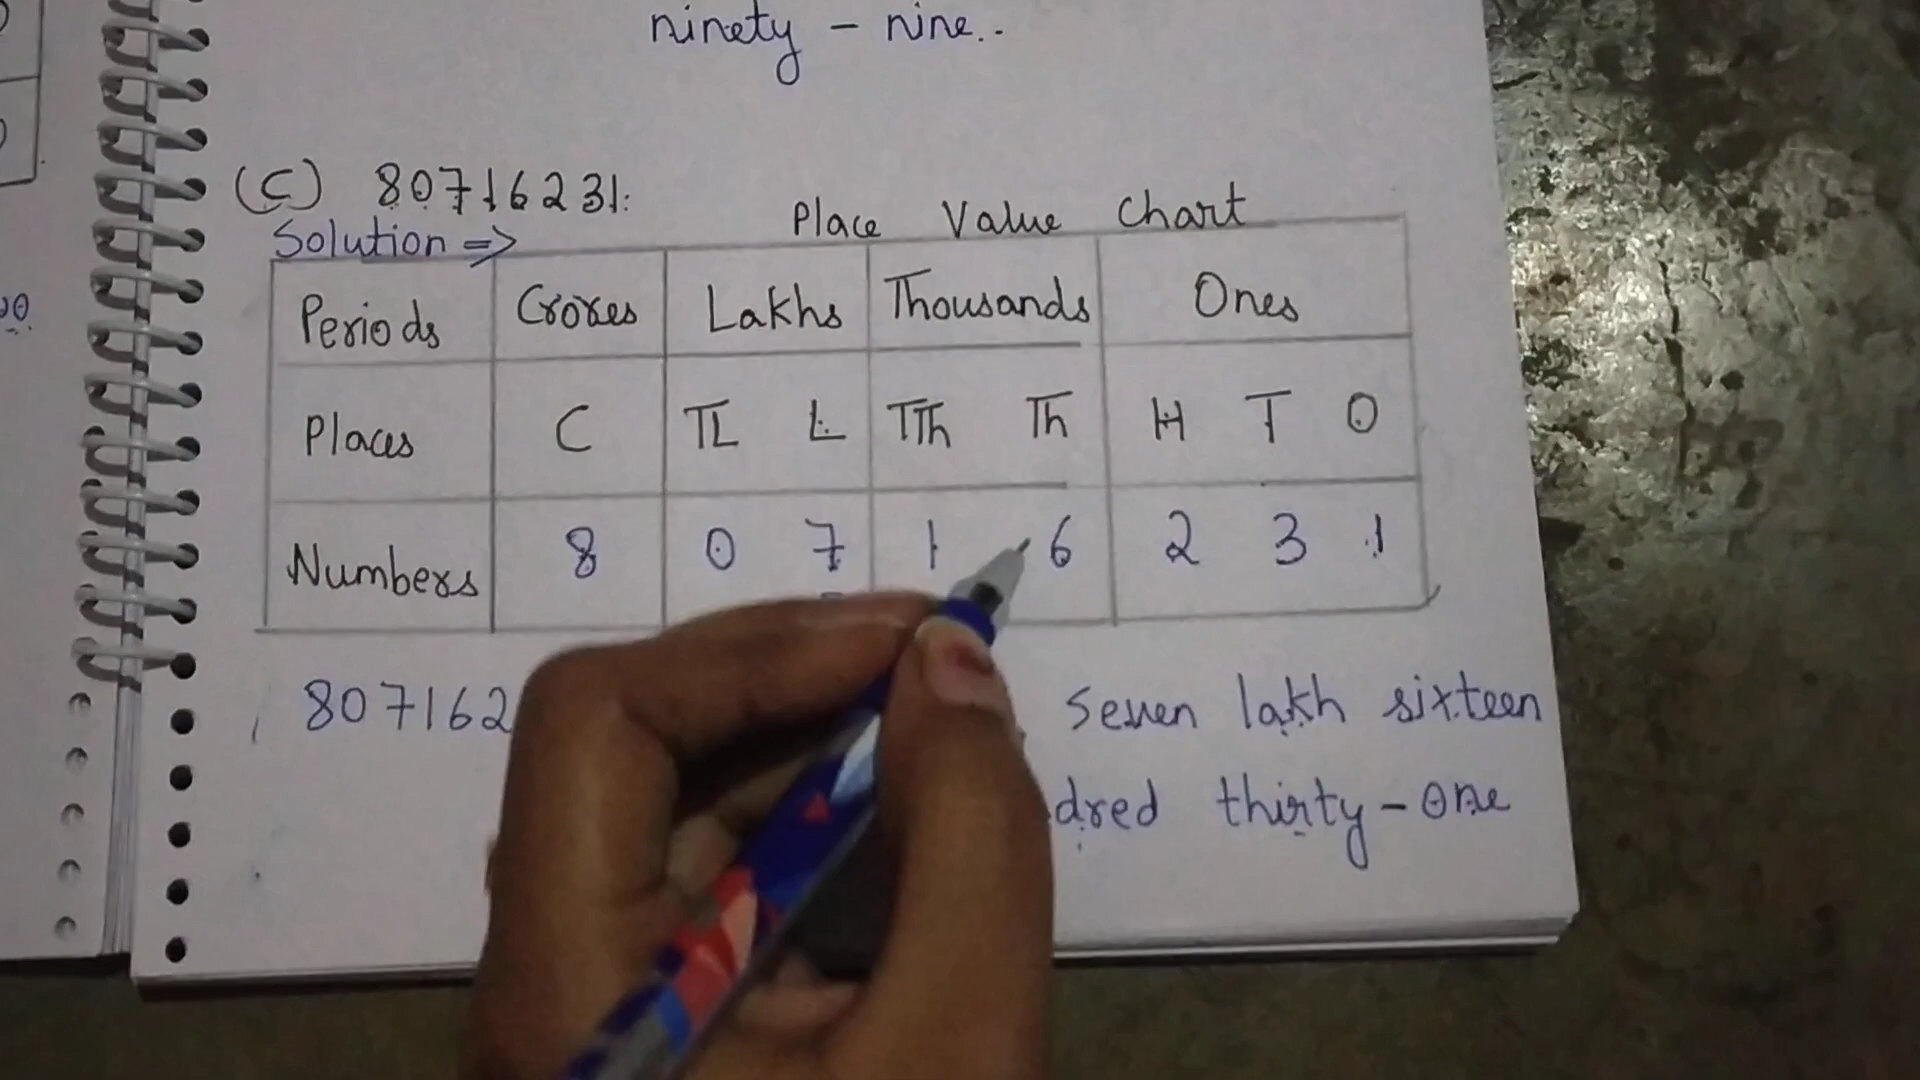 ninety - nine..
(C) 80716231.
Place Value Chart
Solution =>
Periods Crores Lakhs Thousands Ones
Places C TL L TTh Th H T O
Numbers 8 0 7 1 6 2 3 1
807162 seven lakh sixteen
dred thirty - one